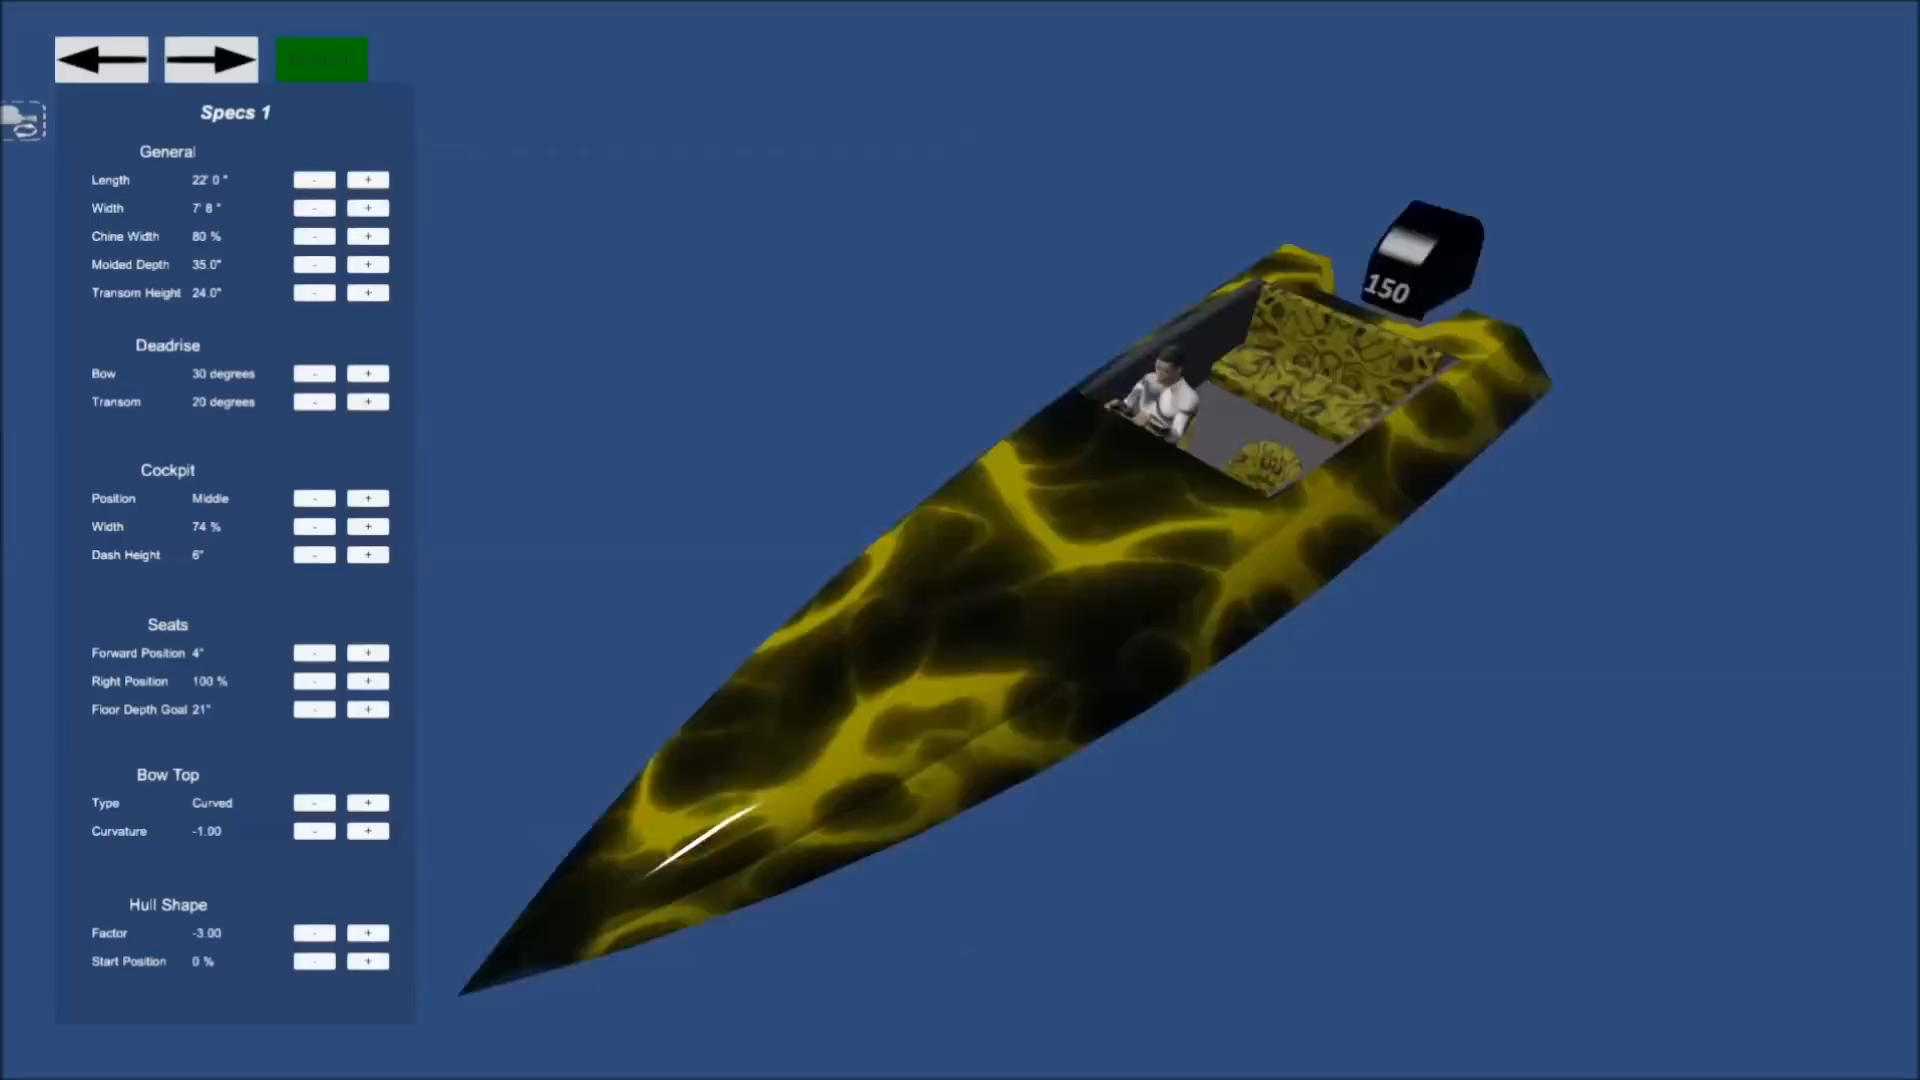 Specs 1
General
Length 22' 0 " - +
Width 7' 8 " - +
Chine Width 80 % - +
Molded Depth 35.0" - +
Transom Height 24.0" - +
Deadrise
Bow 30 degrees - +
Transom 20 degrees - +
Cockpit
Position Middle - +
Width 74 % - +
Dash Height 6" - +
Seats
Forward Position 4" - +
Right Position 100 % - +
Floor Depth Goal 21" - +
Bow Top
Type Curved - +
Curvature -1.00 - +
Hull Shape
Factor -3.00 - +
Start Position 0 % - +
150